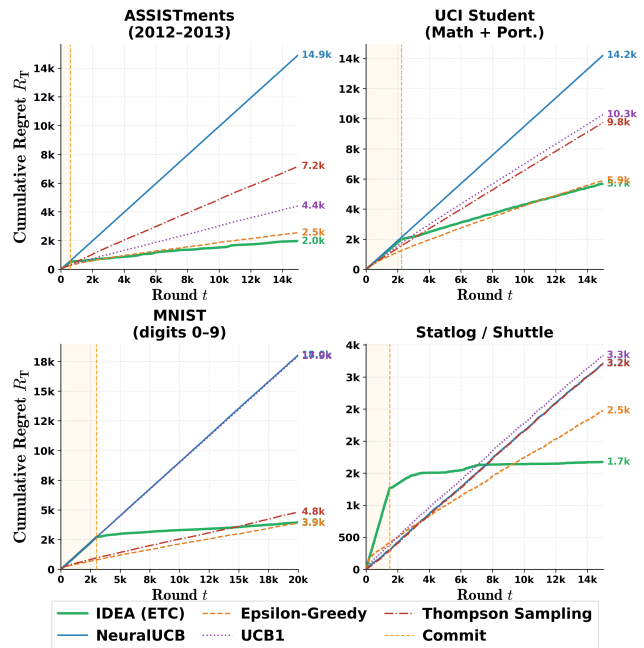 ASSISTments
(2012–2013)
Cumulative Regret R_T
14k
12k
10k
8k
6k
4k
2k
0
0 2k 4k 6k 8k 10k 12k 14k
Round t
14.9k
7.2k
4.4k
2.5k
2.0k
UCI Student
(Math + Port.)
14k
12k
10k
8k
6k
4k
2k
0
0 2k 4k 6k 8k 10k 12k 14k
Round t
14.2k
10.3k
9.8k
5.9k
5.7k
MNIST
(digits 0–9)
Cumulative Regret R_T
18k
15k
12k
10k
8k
5k
2k
0
0 2k 5k 8k 10k 12k 15k 18k 20k
Round t
4.8k
3.9k
Statlog / Shuttle
4k
3k
2k
2k
2k
1k
500
0
0 2k 4k 6k 8k 10k 12k 14k
Round t
3.3k
3.2k
2.5k
1.7k
IDEA (ETC)
Epsilon-Greedy
Thompson Sampling
NeuralUCB
UCB1
Commit